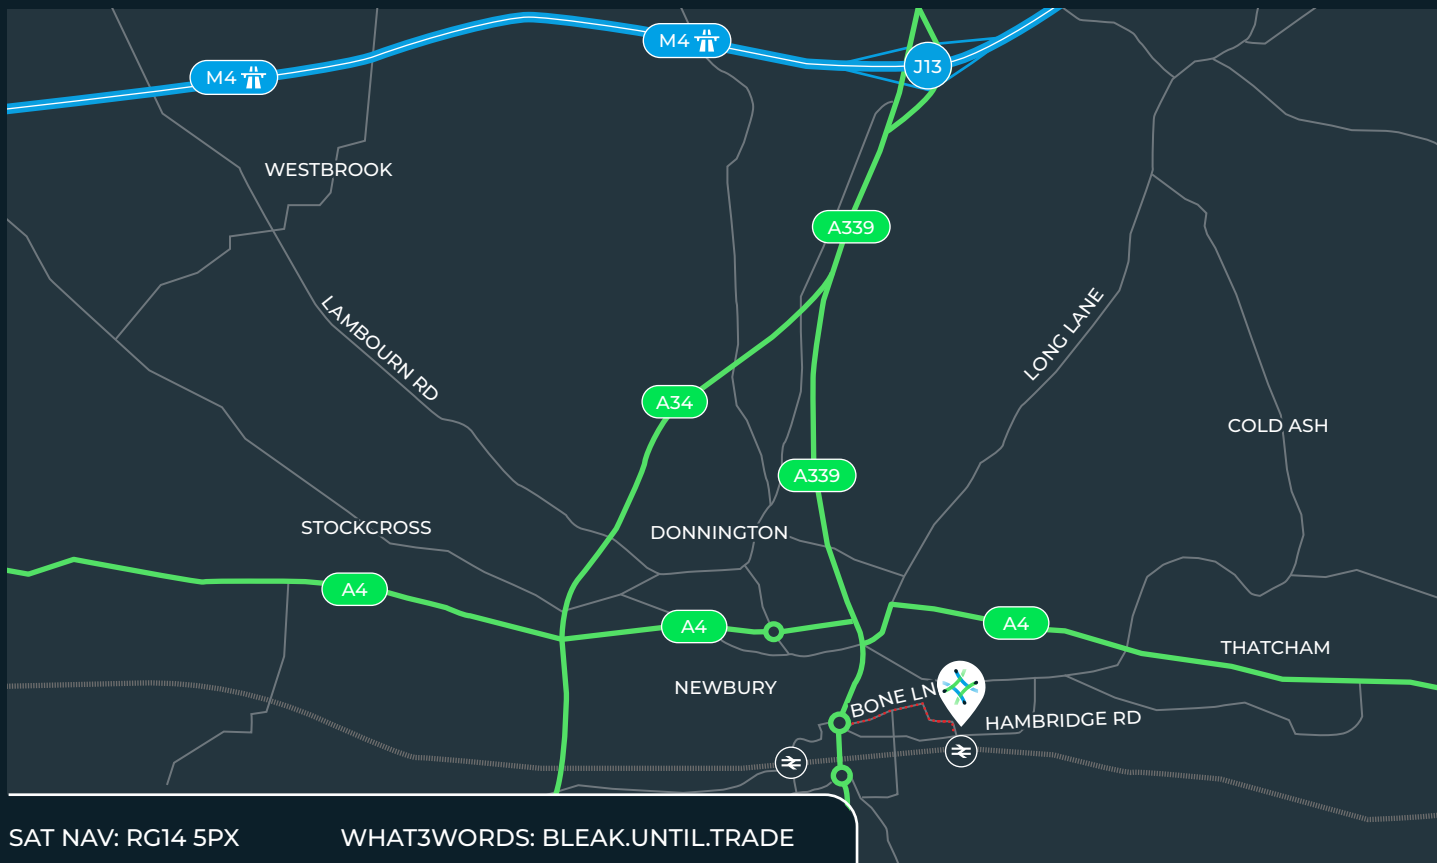 M4
J13
M4
WESTBROOK
A339
LAMBOURN RD
LONG LANE
A34
COLD ASH
A339
STOCKCROSS
DONNINGTON
A4
A4
A4
THATCHAM
NEWBURY
BONE LN
HAMBRIDGE RD
SAT NAV: RG14 5PX
WHAT3WORDS: BLEAK.UNTIL.TRADE